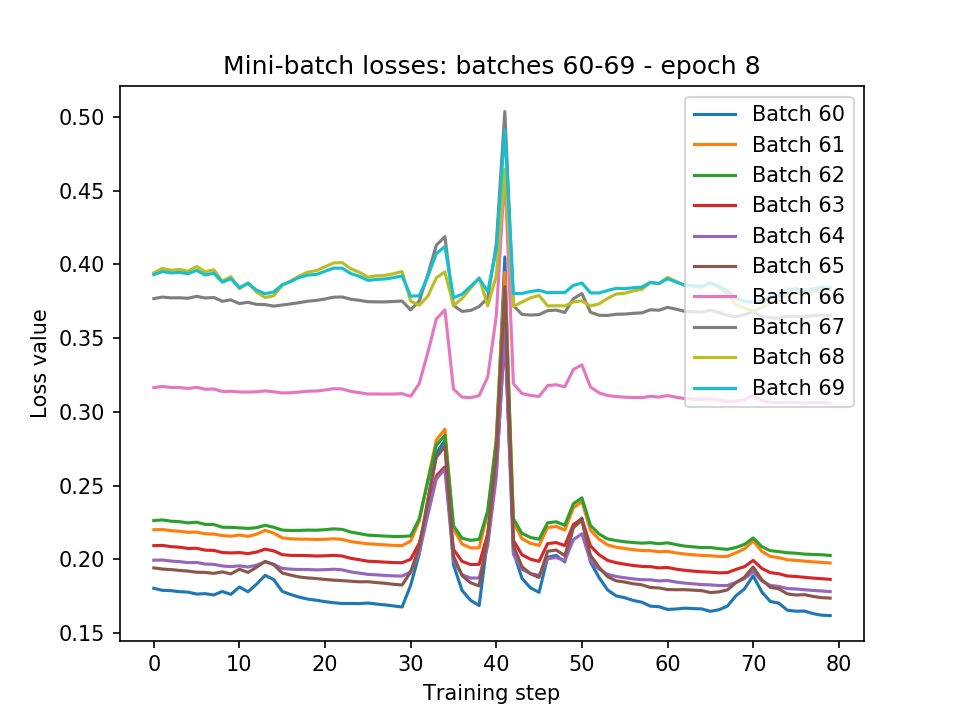 Mini-batch losses: batches 60-69 - epoch 8
Loss value
0.50
0.45
0.40
0.35
0.30
0.25
0.20
0.15
Batch 60
Batch 61
Batch 62
Batch 63
Batch 64
Batch 65
Batch 66
Batch 67
Batch 68
Batch 69
0 10 20 30 40 50 60 70 80
Training step